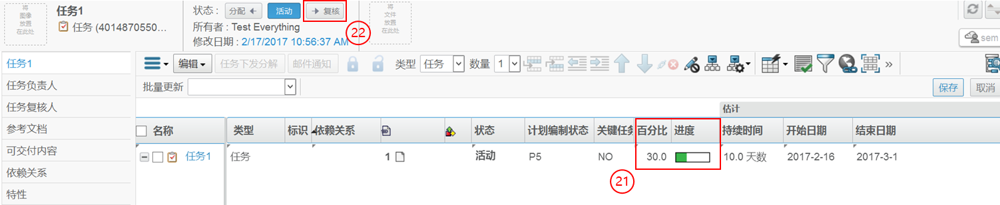 将
图像
放置
在此处
任务1
任务 (4014870550...
状态 : 分配 活动 复核
所有者 : Test Everything
修改日期 : 2/17/2017 10:56:37 AM
22
将
文件
放置
在此处
sem
任务1
任务负责人
任务复核人
参考文档
可交付内容
依赖关系
特性
编辑 任务下发分解 邮件通知 类型 任务 数量 1 »
批量更新 保存 取消
估计
名称 类型 标识 依赖关系 状态 计划编制状态 关键任务 百分比 进度 持续时间 开始日期 结束日期
任务1 任务 1 活动 P5 NO 30.0 10.0 天数 2017-2-16 2017-3-1
21